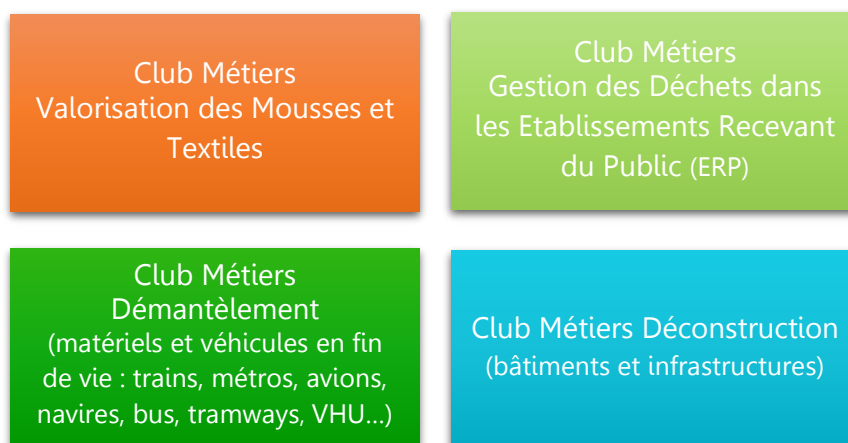 Club Métiers
Valorisation des Mousses et
Textiles
Club Métiers
Gestion des Déchets dans
les Etablissements Recevant
du Public (ERP)
Club Métiers
Démantèlement
(matériels et véhicules en fin
de vie : trains, métros, avions,
navires, bus, tramways, VHU...)
Club Métiers Déconstruction
(bâtiments et infrastructures)